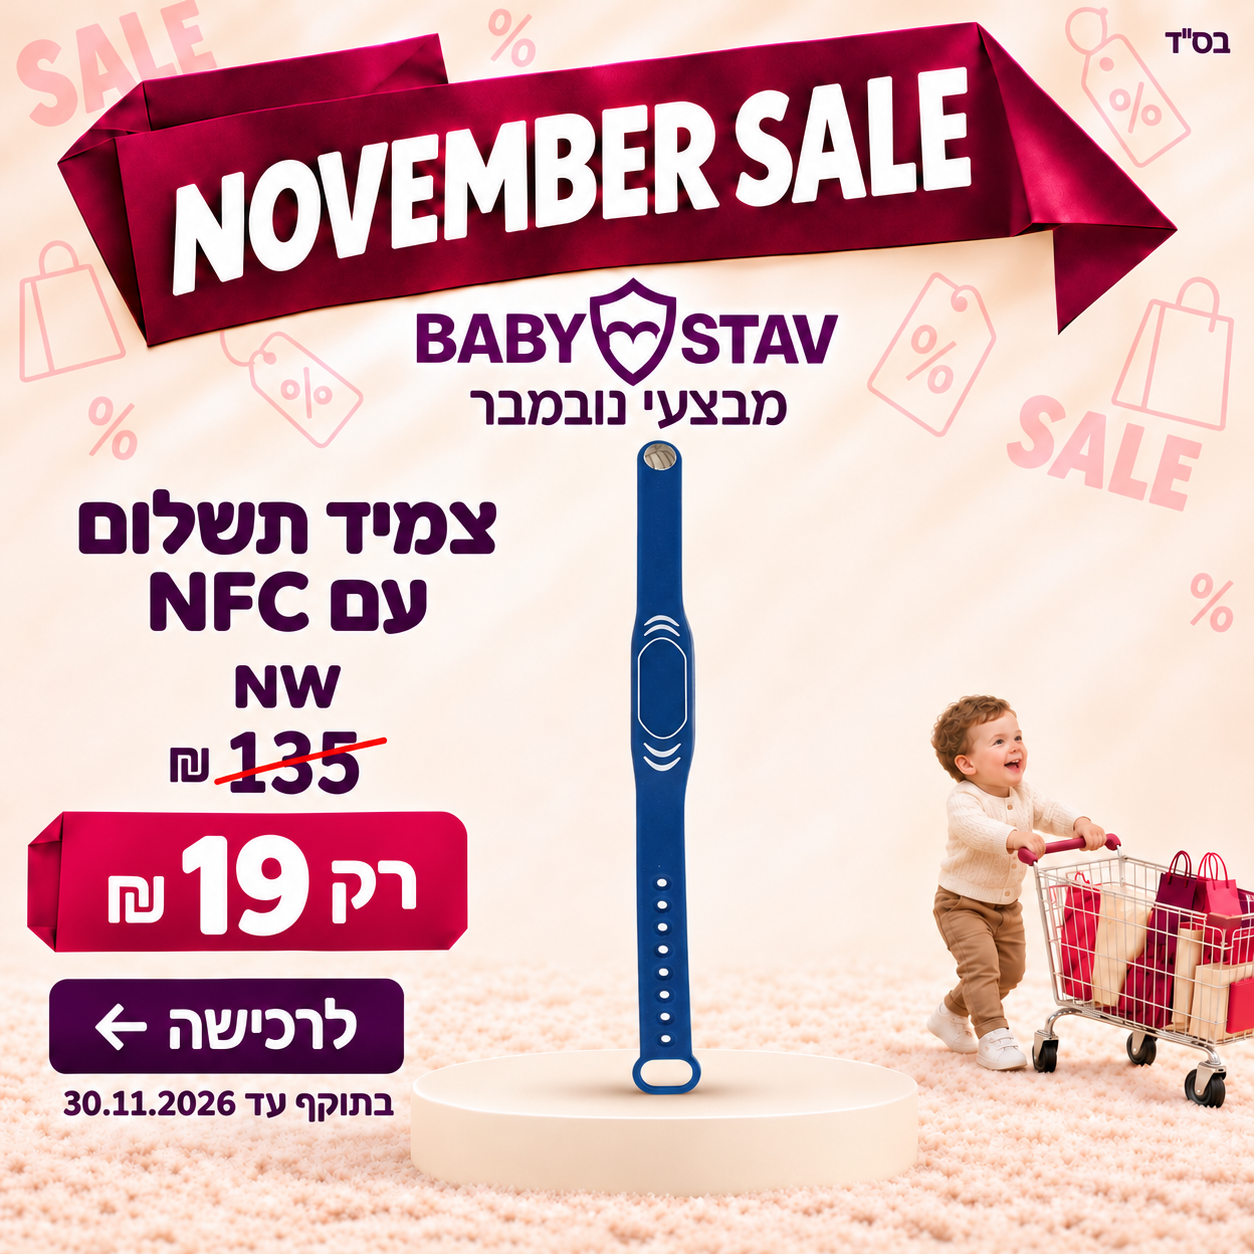 בס"ד
SALE
NOVEMBER SALE
BABY STAV
מבצעי נובמבר
SALE
צמיד תשלום
עם NFC
NW
135 ₪
רק 19 ₪
לרכישה ←
בתוקף עד 30.11.2026